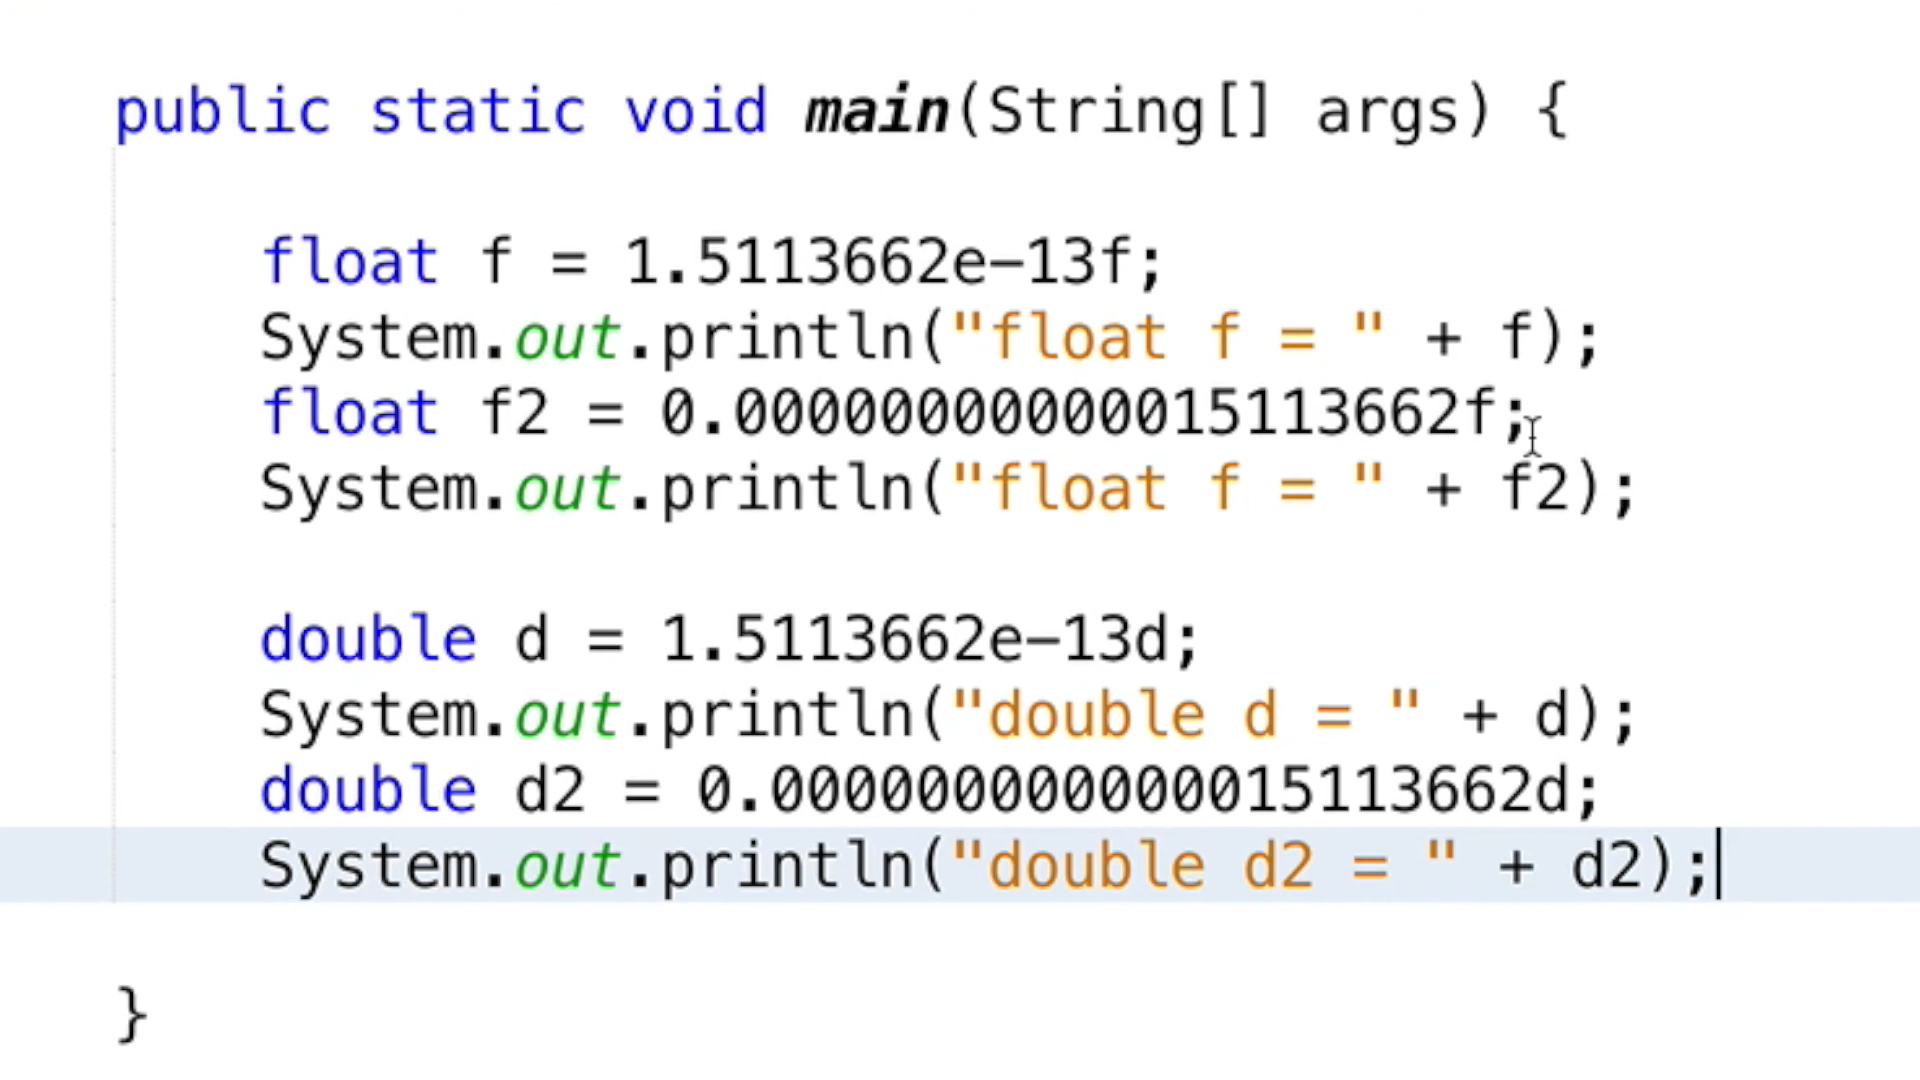 public static void main(String[] args) {
float f = 1.5113662e-13f;
System.out.println("float f = " + f);
float f2 = 0.00000000000015113662f;
System.out.println("float f = " + f2);
double d = 1.5113662e-13d;
System.out.println("double d = " + d);
double d2 = 0.000000000000015113662d;
System.out.println("double d2 = " + d2);
}